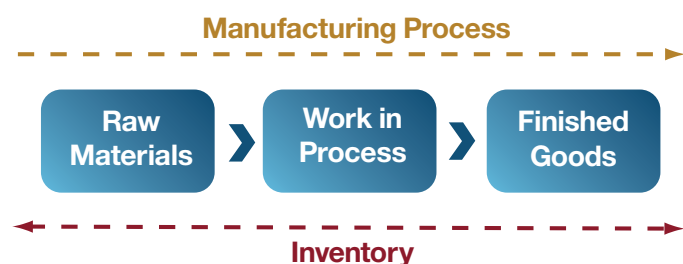 Manufacturing Process
Raw
Materials
Work in
Process
Finished
Goods
Inventory